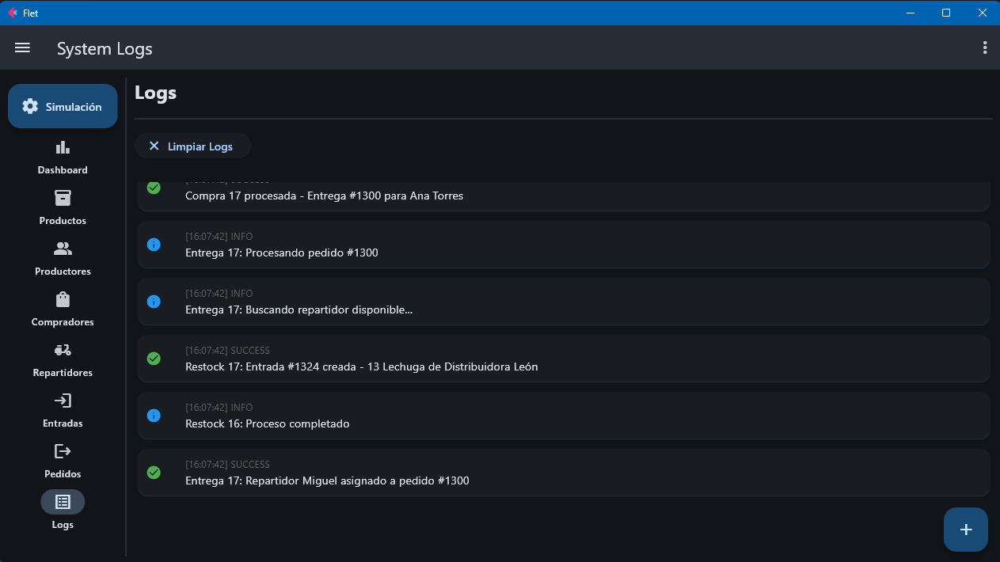 Flet
System Logs
Simulación
Dashboard
Productos
Productores
Compradores
Repartidores
Entradas
Pedidos
Logs
Logs
Limpiar Logs
Compra 17 procesada - Entrega #1300 para Ana Torres
[16:07:42] INFO
Entrega 17: Procesando pedido #1300
[16:07:42] INFO
Entrega 17: Buscando repartidor disponible...
[16:07:42] SUCCESS
Restock 17: Entrada #1324 creada - 13 Lechuga de Distribuidora León
[16:07:42] INFO
Restock 16: Proceso completado
[16:07:42] SUCCESS
Entrega 17: Repartidor Miguel asignado a pedido #1300